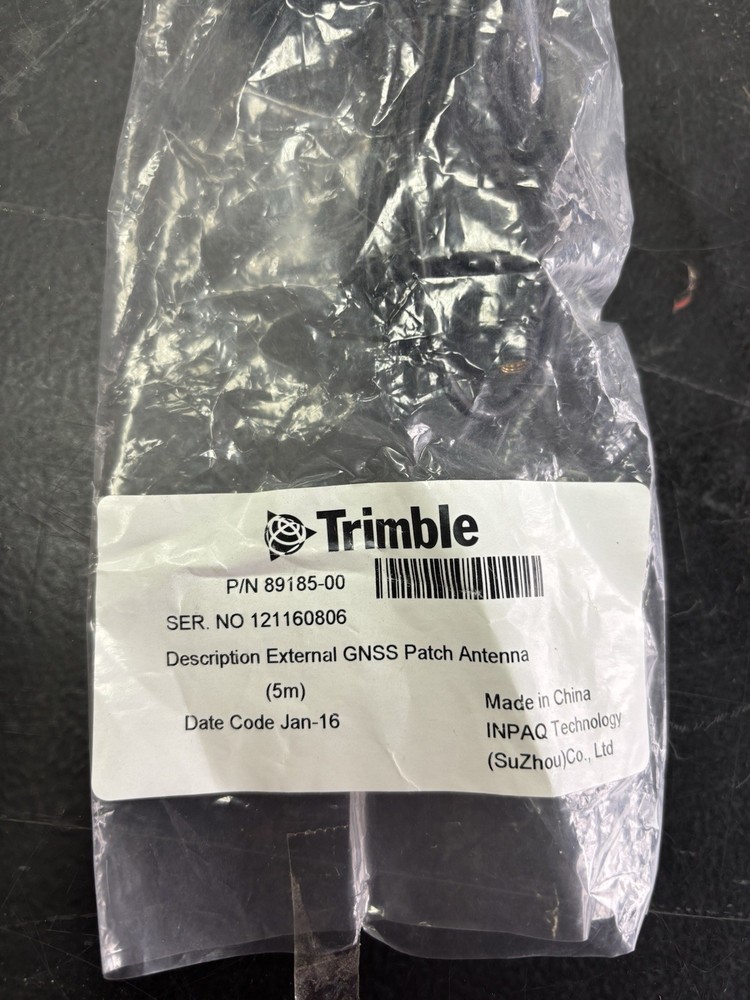 Trimble
P/N 89185-00
SER. NO 121160806
Description External GNSS Patch Antenna
(5m)
Date Code Jan-16
Made in China
INPAQ Technology
(SuZhou)Co., Ltd